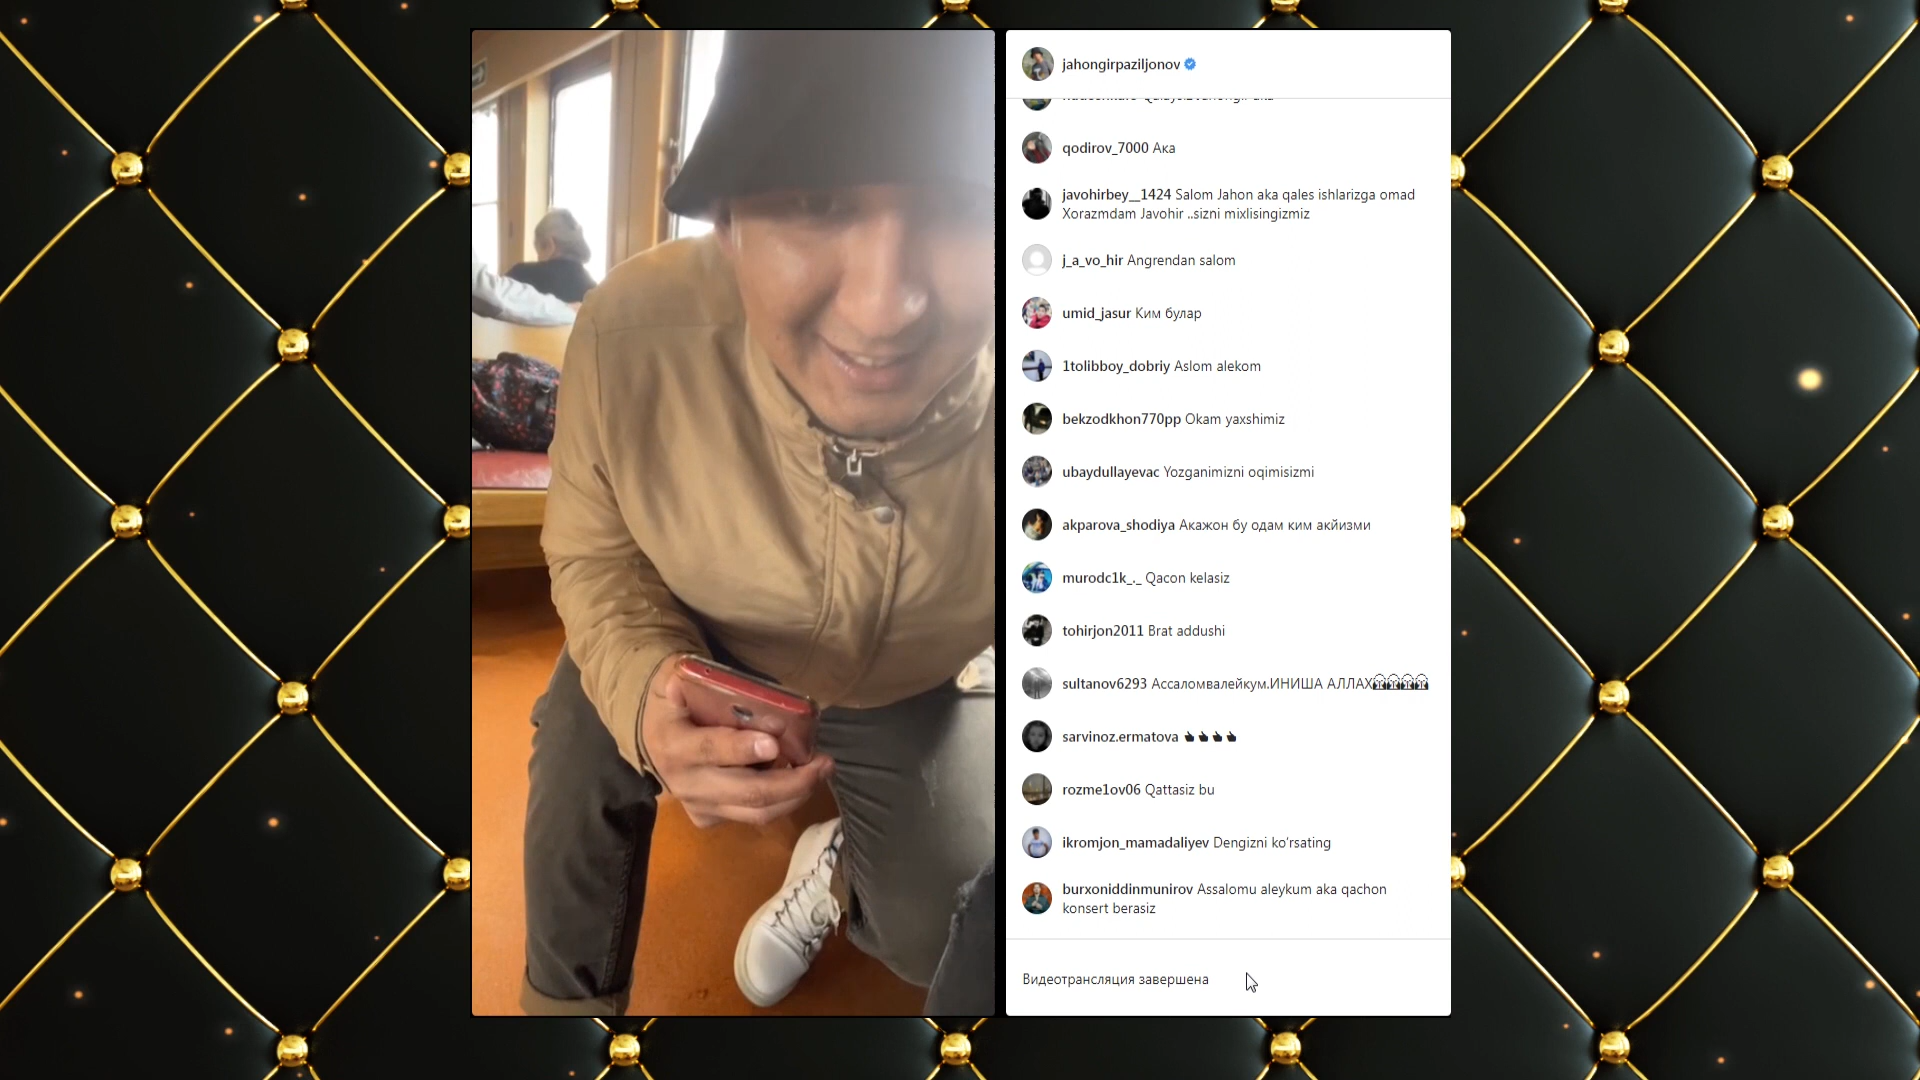 jahongirpaziljonov
qodirov_7000 Ака
javohirbey__1424 Salom Jahon aka qales ishlarizga omad
Xorazmdam Javohir ..sizni mixlisingizmiz
j_a_vo_hir Angrendan salom
umid_jasur Ким булар
1tolibboy_dobriy Aslom alekom
bekzodkhon770pp Okam yaxshimiz
ubaydullayevac Yozganimizni oqimisizmi
akparova_shodiya Акажон бу одам ким акйизми
murodc1k_._ Qacon kelasiz
tohirjon2011 Brat addushi
sultanov6293 Ассаломвалейкум.ИНИША АЛЛАХ
sarvinoz.ermatova
rozme1ov06 Qattasiz bu
ikromjon_mamadaliyev Dengizni ko‘rsating
burxoniddinmunirov Assalomu aleykum aka qachon
konsert berasiz
Видеотрансляция завершена